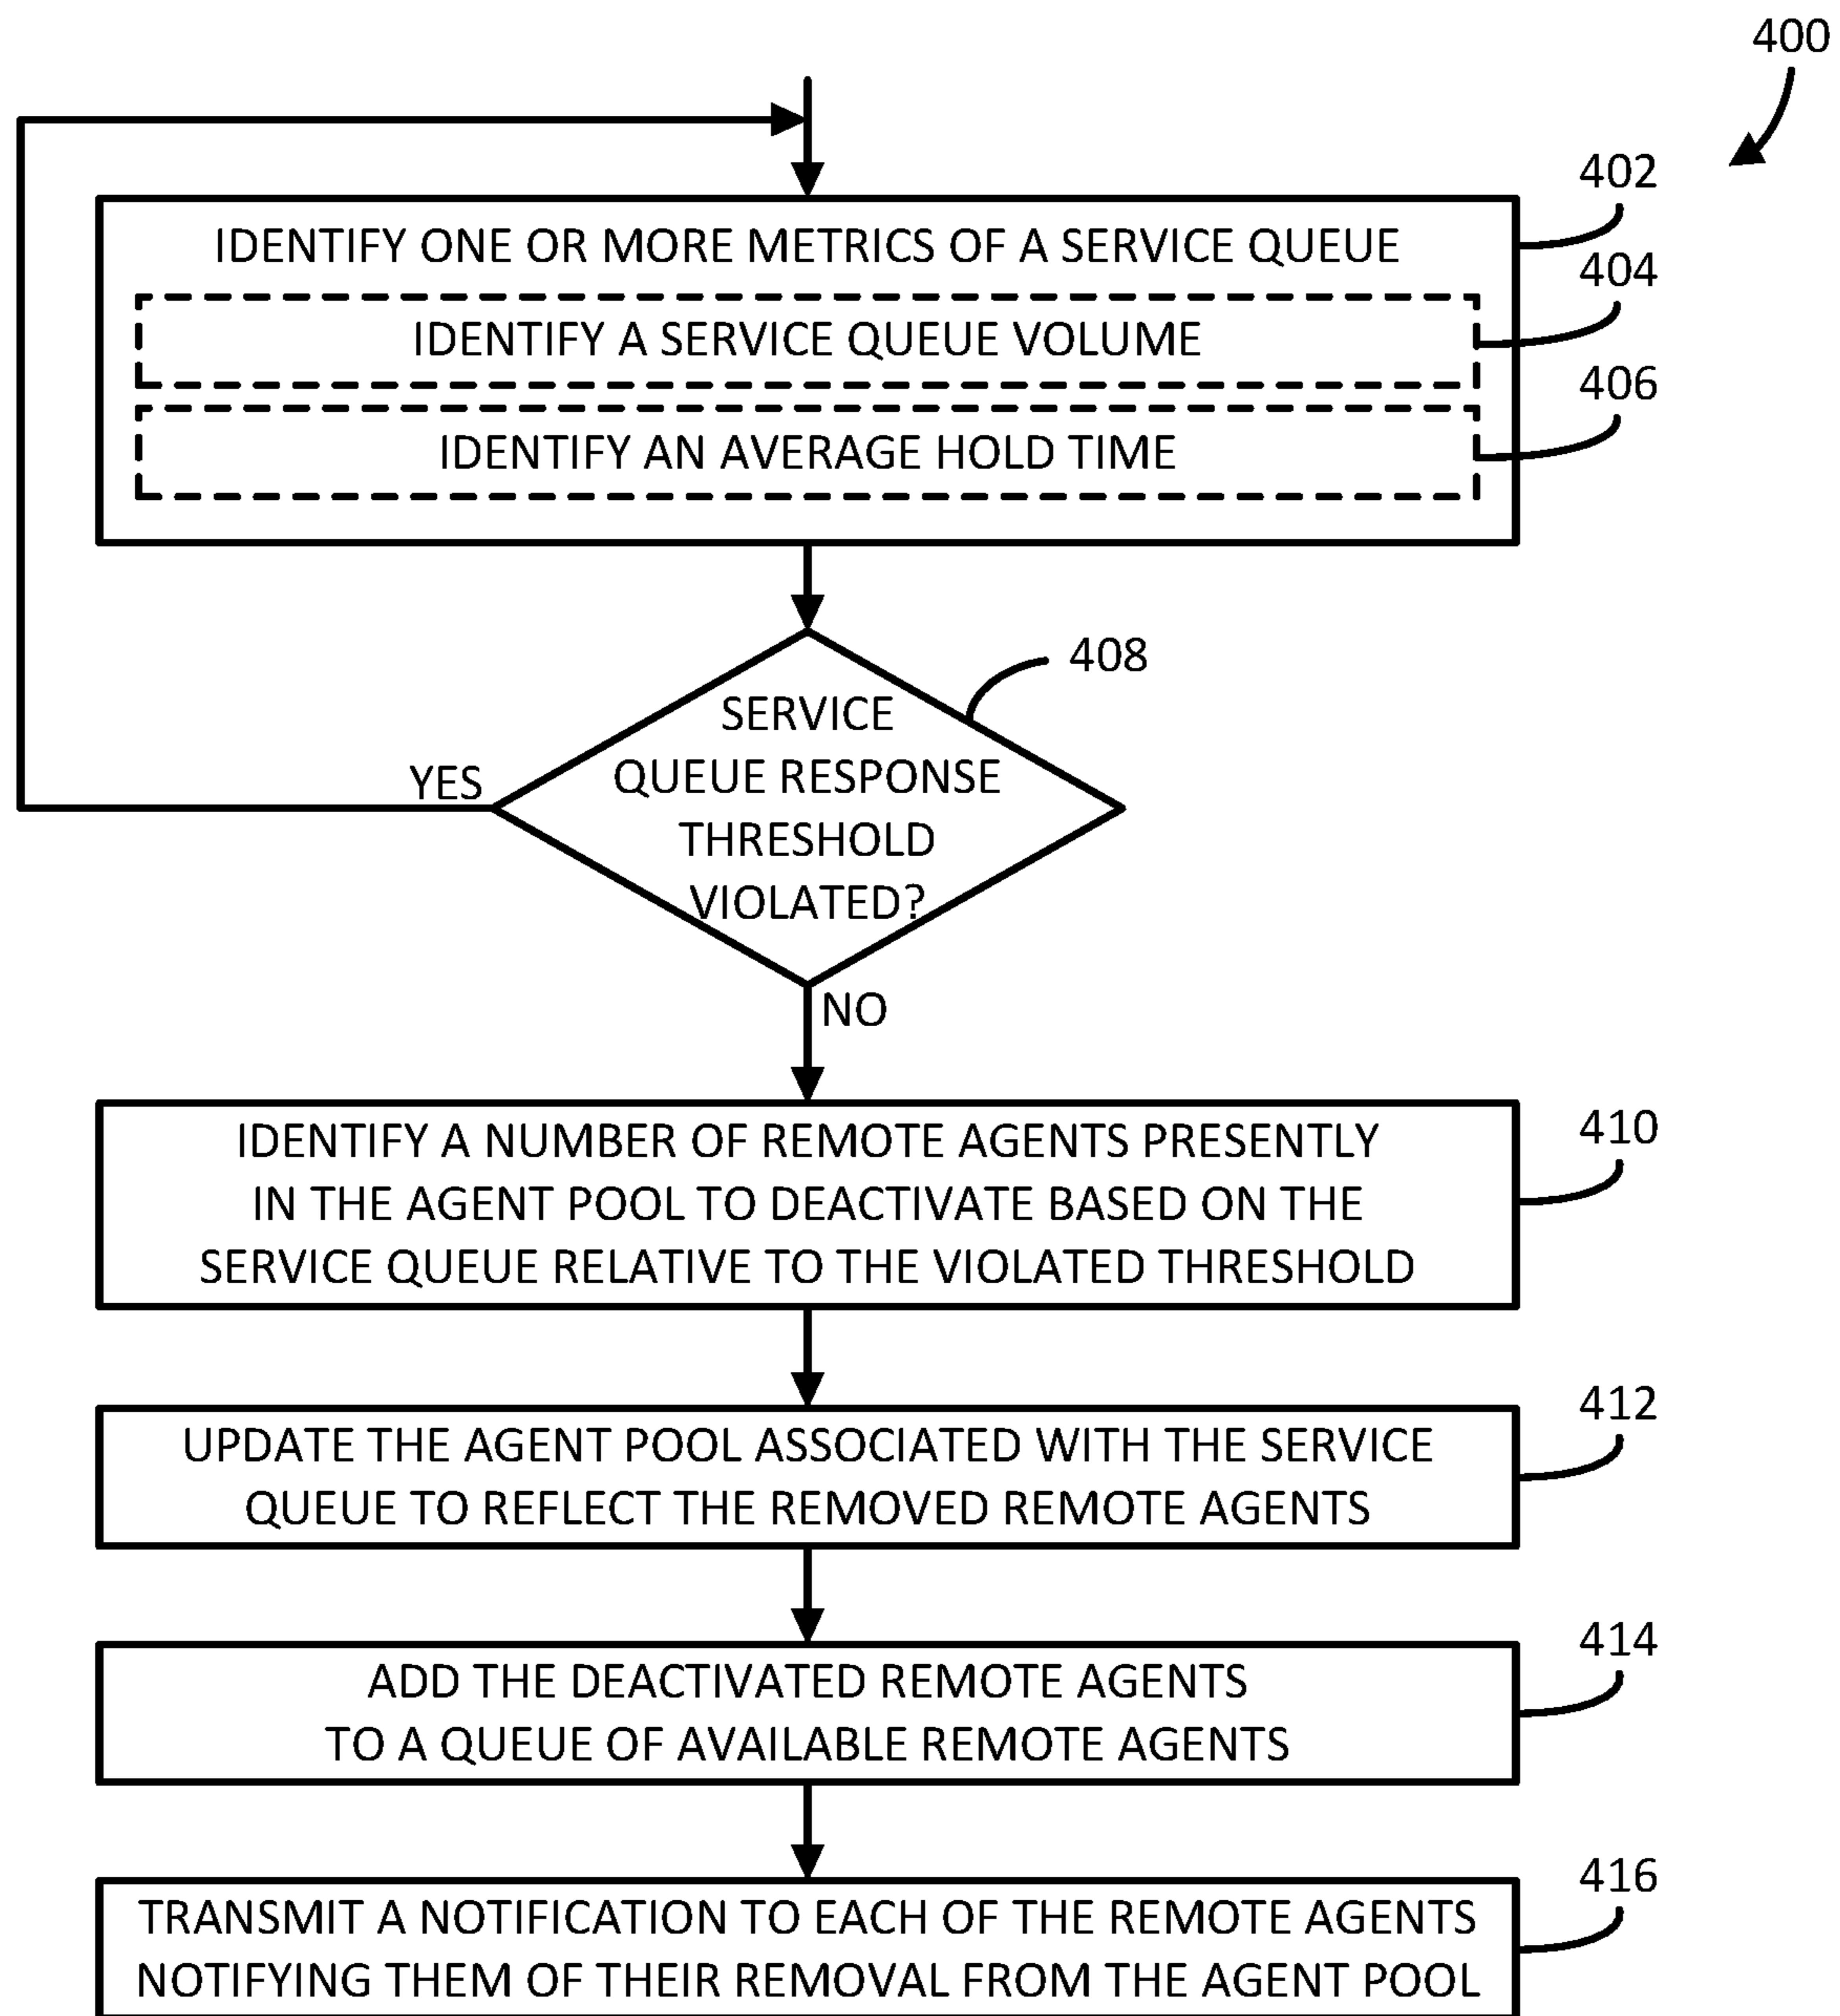 400
402
IDENTIFY ONE OR MORE METRICS OF A SERVICE QUEUE
404
IDENTIFY A SERVICE QUEUE VOLUME
406
IDENTIFY AN AVERAGE HOLD TIME
408
SERVICE
QUEUE RESPONSE
THRESHOLD
VIOLATED?
YES
NO
410
IDENTIFY A NUMBER OF REMOTE AGENTS PRESENTLY
IN THE AGENT POOL TO DEACTIVATE BASED ON THE
SERVICE QUEUE RELATIVE TO THE VIOLATED THRESHOLD
412
UPDATE THE AGENT POOL ASSOCIATED WITH THE SERVICE
QUEUE TO REFLECT THE REMOVED REMOTE AGENTS
414
ADD THE DEACTIVATED REMOTE AGENTS
TO A QUEUE OF AVAILABLE REMOTE AGENTS
416
TRANSMIT A NOTIFICATION TO EACH OF THE REMOTE AGENTS
NOTIFYING THEM OF THEIR REMOVAL FROM THE AGENT POOL